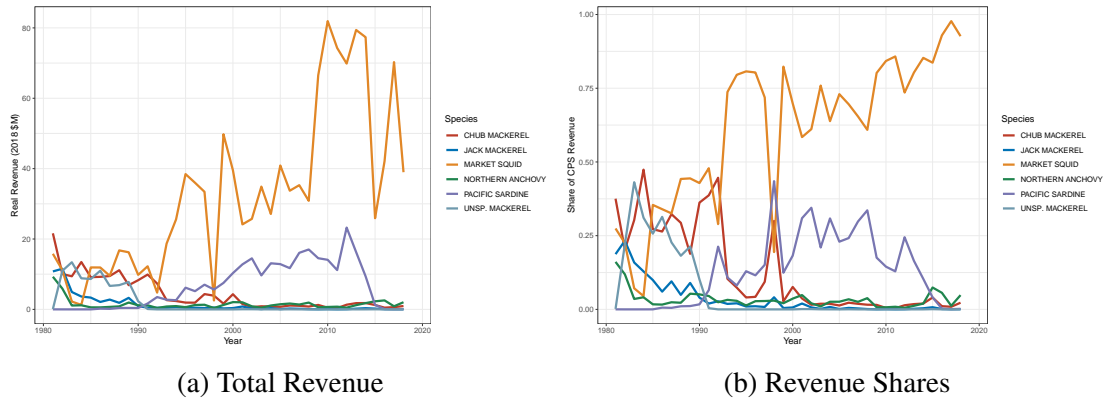 80
60
40
20
0
Real Revenue (2018 $M)
1980
1990
2000
2010
2020
Year
Species
CHUB MACKEREL
JACK MACKEREL
MARKET SQUID
NORTHERN ANCHOVY
PACIFIC SARDINE
UNSP. MACKEREL
(a) Total Revenue
1.00
0.75
0.50
0.25
0.00
Share of CPS Revenue
1980
1990
2000
2010
2020
Year
Species
CHUB MACKEREL
JACK MACKEREL
MARKET SQUID
NORTHERN ANCHOVY
PACIFIC SARDINE
UNSP. MACKEREL
(b) Revenue Shares